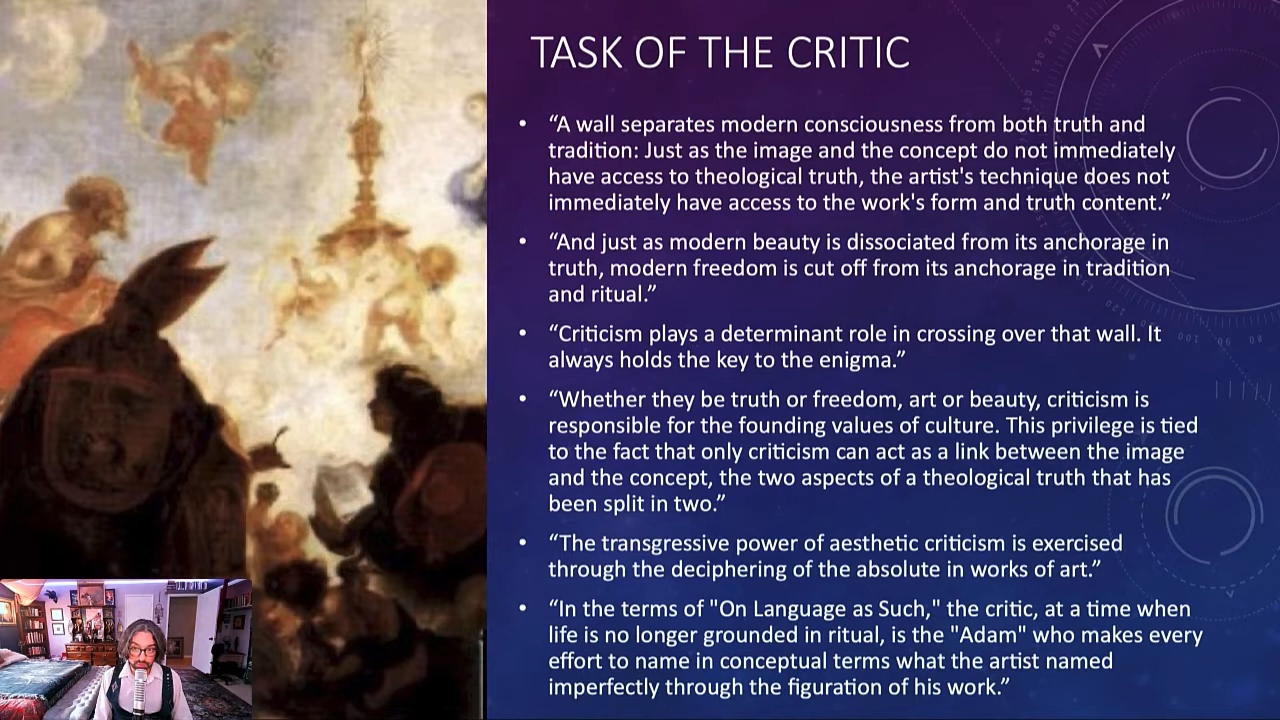 TASK OF THE CRITIC
• “A wall separates modern consciousness from both truth and
tradition: Just as the image and the concept do not immediately
have access to theological truth, the artist's technique does not
immediately have access to the work's form and truth content.”
• “And just as modern beauty is dissociated from its anchorage in
truth, modern freedom is cut off from its anchorage in tradition
and ritual.”
• “Criticism plays a determinant role in crossing over that wall. It
always holds the key to the enigma.”
• “Whether they be truth or freedom, art or beauty, criticism is
responsible for the founding values of culture. This privilege is tied
to the fact that only criticism can act as a link between the image
and the concept, the two aspects of a theological truth that has
been split in two.”
• “The transgressive power of aesthetic criticism is exercised
through the deciphering of the absolute in works of art.”
• “In the terms of "On Language as Such," the critic, at a time when
life is no longer grounded in ritual, is the "Adam" who makes every
effort to name in conceptual terms what the artist named
imperfectly through the figuration of his work.”